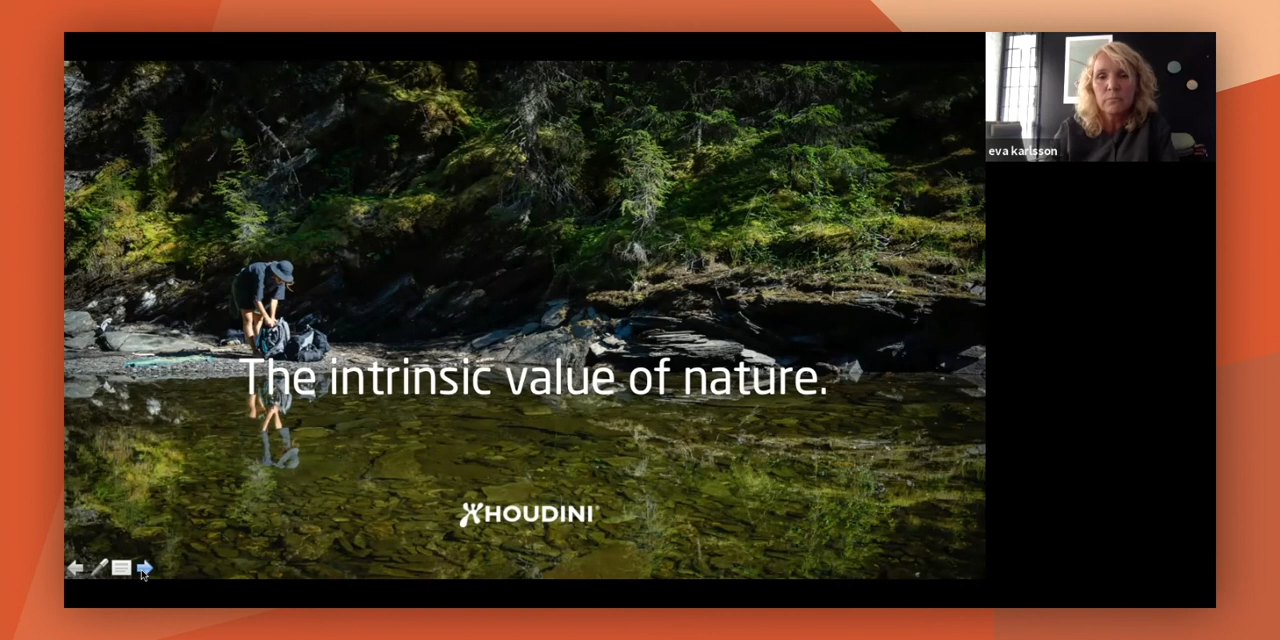 eva karlsson
The intrinsic value of nature.
HOUDINI